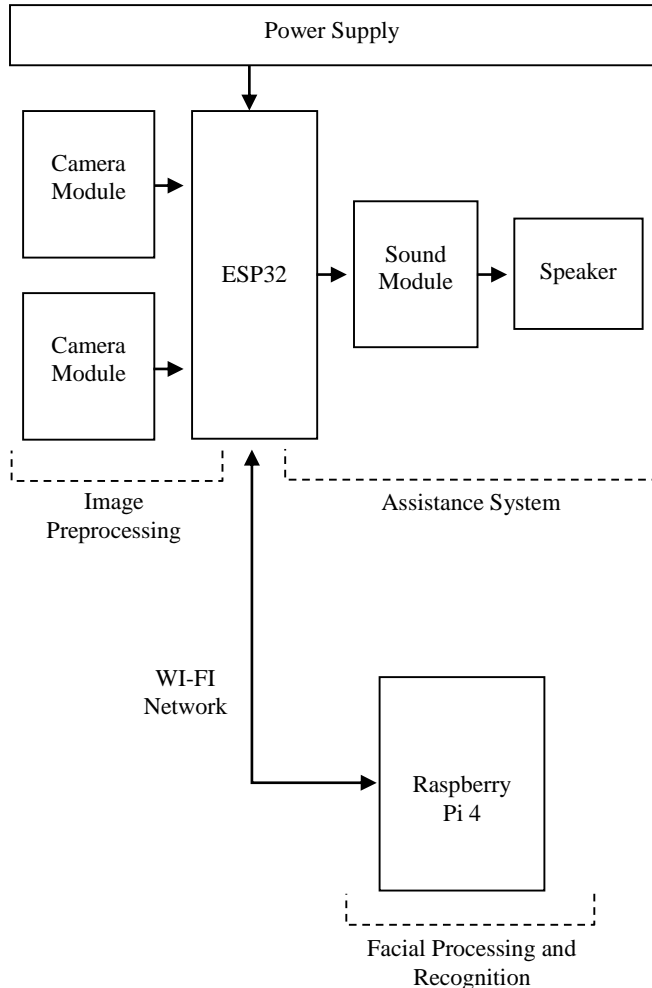 Power Supply
Camera
Module
ESP32
Sound
Module
Speaker
Camera
Module
Image
Preprocessing
Assistance System
WI-FI
Network
Raspberry
Pi 4
Facial Processing and
Recognition